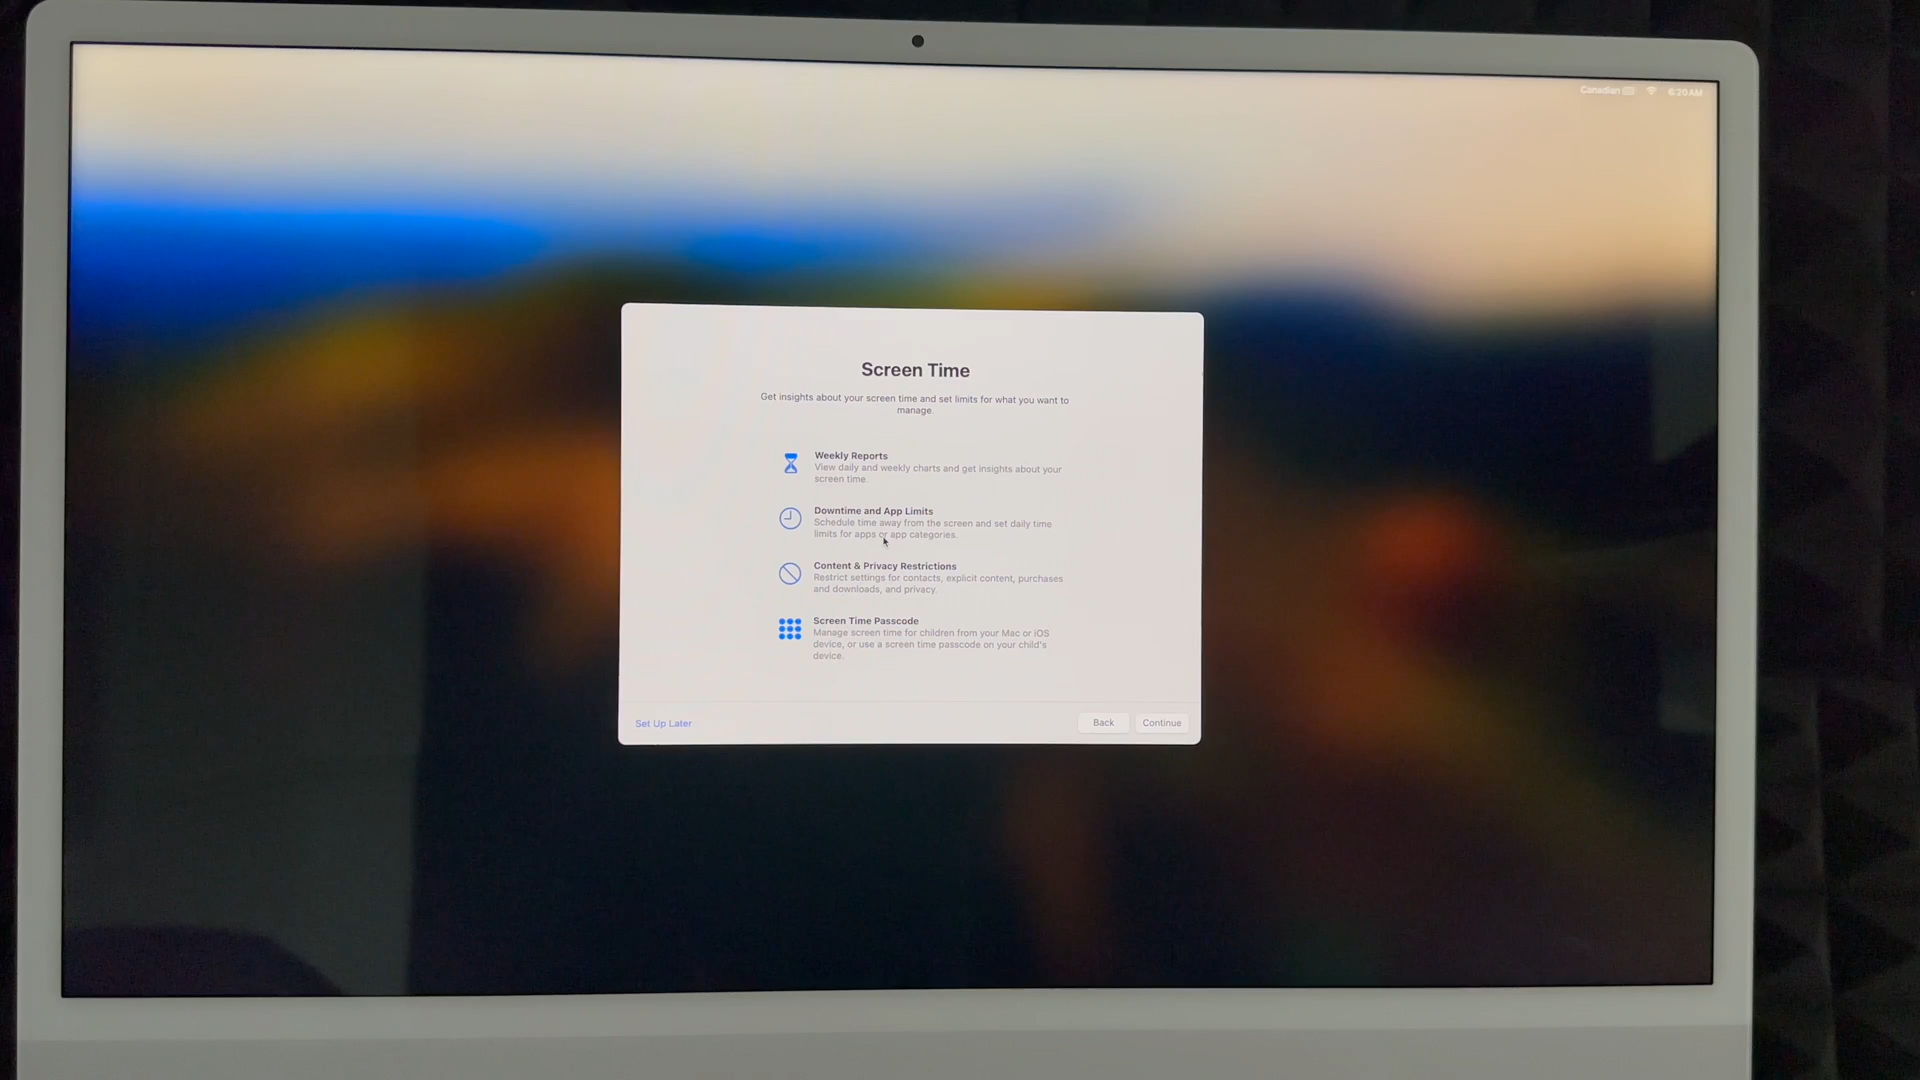 Canadian
6:20AM
Screen Time
Get insights about your screen time and set limits for what you want to
manage.
Weekly Reports
View daily and weekly charts and get insights about your
screen time.
Downtime and App Limits
Schedule time away from the screen and set daily time
limits for apps or app categories.
Content & Privacy Restrictions
Restrict settings for contacts, explicit content, purchases
and downloads, and privacy.
Screen Time Passcode
Manage screen time for children from your Mac or iOS
device, or use a screen time passcode on your child's
device.
Set Up Later
Back
Continue